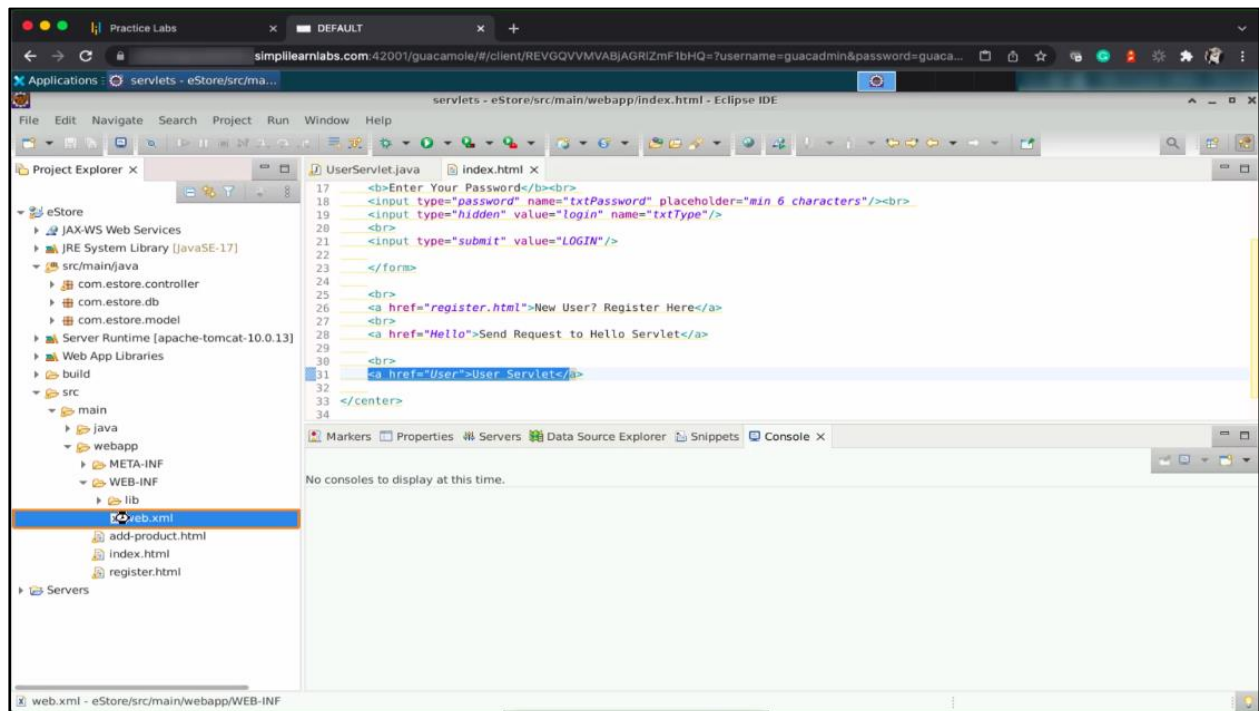 Practice Labs × DEFAULT × +
simplilearnlabs.com:42001/guacamole/#/client/REVGQVVMVABjAGRlZmF1bHQ=?username=guacadmin&password=guaca...
Applications : servlets - eStore/src/ma...
servlets - eStore/src/main/webapp/index.html - Eclipse IDE
File Edit Navigate Search Project Run Window Help
Project Explorer ×
eStore
JAX-WS Web Services
JRE System Library [JavaSE-17]
src/main/java
com.estore.controller
com.estore.db
com.estore.model
Server Runtime [apache-tomcat-10.0.13]
Web App Libraries
build
src
main
java
webapp
META-INF
WEB-INF
lib
web.xml
add-product.html
index.html
register.html
Servers
UserServlet.java index.html ×
17 <b>Enter Your Password</b><br>
18 <input type="password" name="txtPassword" placeholder="min 6 characters"/><br>
19 <input type="hidden" value="login" name="txtType"/>
20 <br>
21 <input type="submit" value="LOGIN"/>
22
23 </form>
24
25 <br>
26 <a href="register.html">New User? Register Here</a>
27 <br>
28 <a href="Hello">Send Request to Hello Servlet</a>
29
30 <br>
31 <a href="User">User Servlet</a>
32
33 </center>
34
Markers Properties Servers Data Source Explorer Snippets Console ×
No consoles to display at this time.
web.xml - eStore/src/main/webapp/WEB-INF